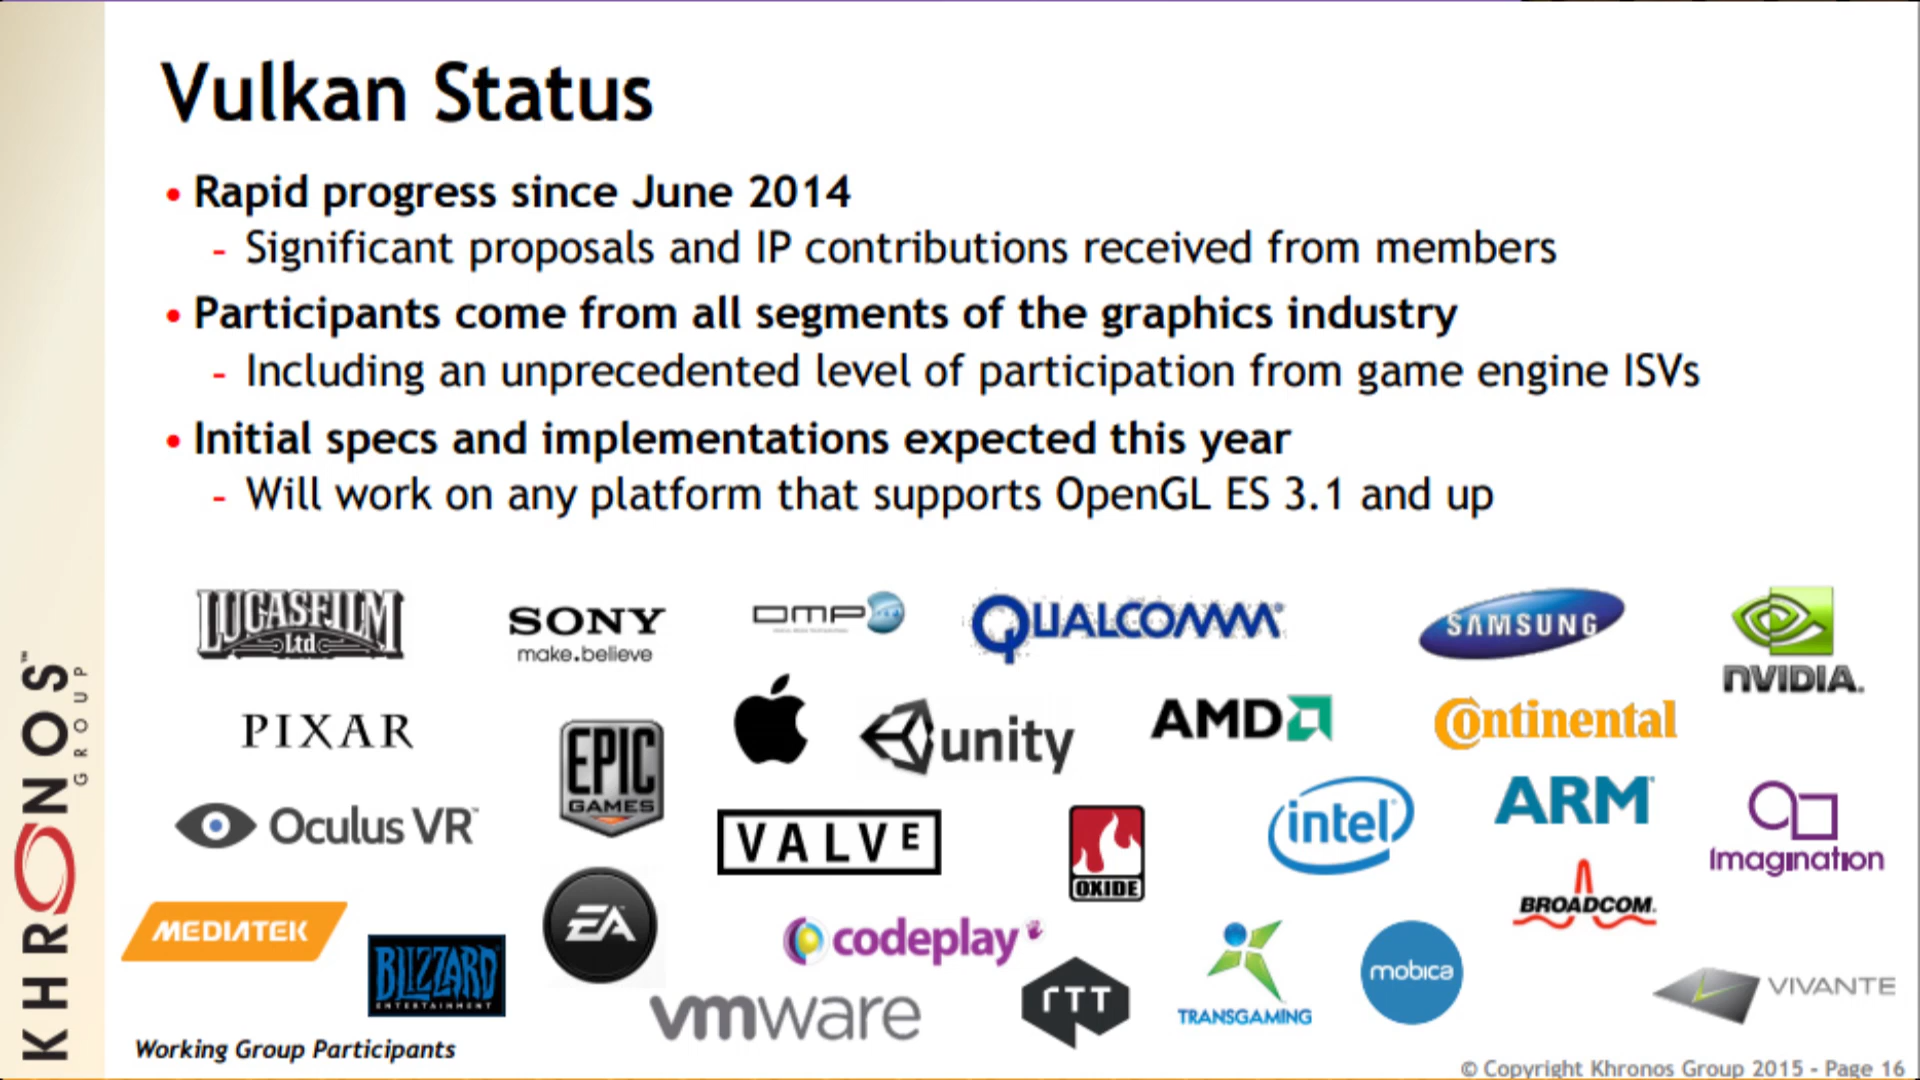 Vulkan Status
• Rapid progress since June 2014
- Significant proposals and IP contributions received from members
• Participants come from all segments of the graphics industry
- Including an unprecedented level of participation from game engine ISVs
• Initial specs and implementations expected this year
- Will work on any platform that supports OpenGL ES 3.1 and up
LUCASFILM
Ltd
SONY
make.believe
DMP
QUALCOMM®
SAMSUNG
NVIDIA.
PIXAR
EPIC
GAMES
unity
AMD
Continental
Oculus VR™
VALVE
OXIDE
intel
ARM
Imagination
BROADCOM.
MEDIATEK
BLIZZARD
ENTERTAINMENT
EA
codeplay
vmware
rTT
TRANSGAMING
mobica
VIVANTE
Working Group Participants
© Copyright Khronos Group 2015 - Page 16
KHRONOS™
GROUP